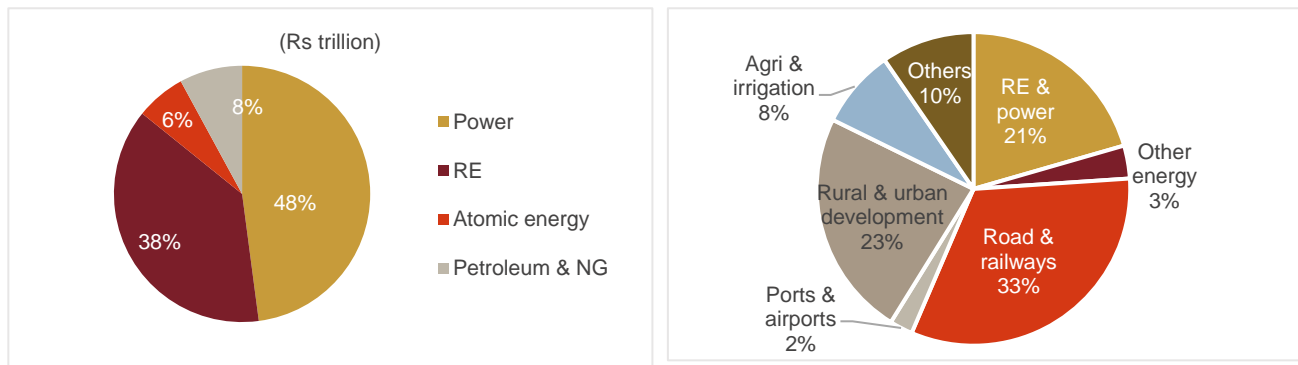 (Rs trillion)
8%
6%
48%
38%
Power
RE
Atomic energy
Petroleum & NG
Others
10%
RE &
power
21%
Other
energy
3%
Road &
railways
33%
Ports &
airports
2%
Rural & urban
development
23%
Agri &
irrigation
8%